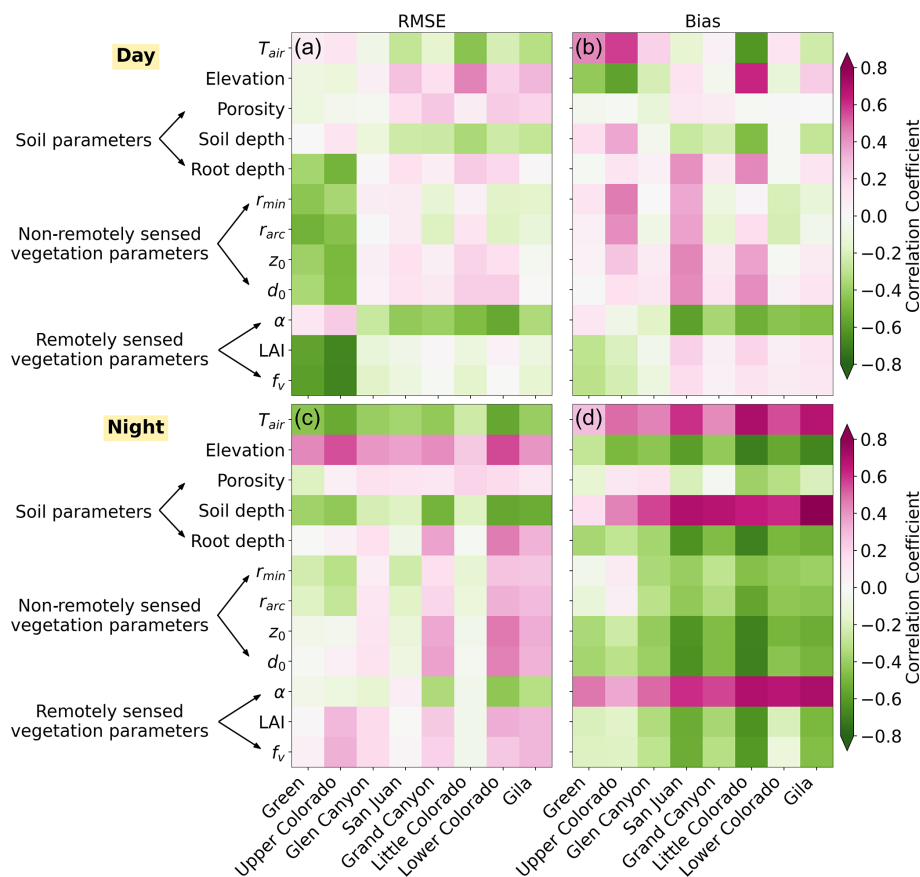 RMSE
Bias
Day
(a)
(b)
T_air
Elevation
Porosity
Soil parameters
Soil depth
Root depth
r_min
Non-remotely sensed
vegetation parameters
r_arc
z_0
d_0
Remotely sensed
vegetation parameters
α
LAI
f_v
0.8
0.6
0.4
0.2
0.0
−0.2
−0.4
−0.6
−0.8
Correlation Coefficient
Night
(c)
(d)
T_air
Elevation
Porosity
Soil parameters
Soil depth
Root depth
r_min
Non-remotely sensed
vegetation parameters
r_arc
z_0
d_0
Remotely sensed
vegetation parameters
α
LAI
f_v
0.8
0.6
0.4
0.2
0.0
−0.2
−0.4
−0.6
−0.8
Correlation Coefficient
Green
Upper Colorado
Glen Canyon
San Juan
Grand Canyon
Little Colorado
Lower Colorado
Gila
Green
Upper Colorado
Glen Canyon
San Juan
Grand Canyon
Little Colorado
Lower Colorado
Gila